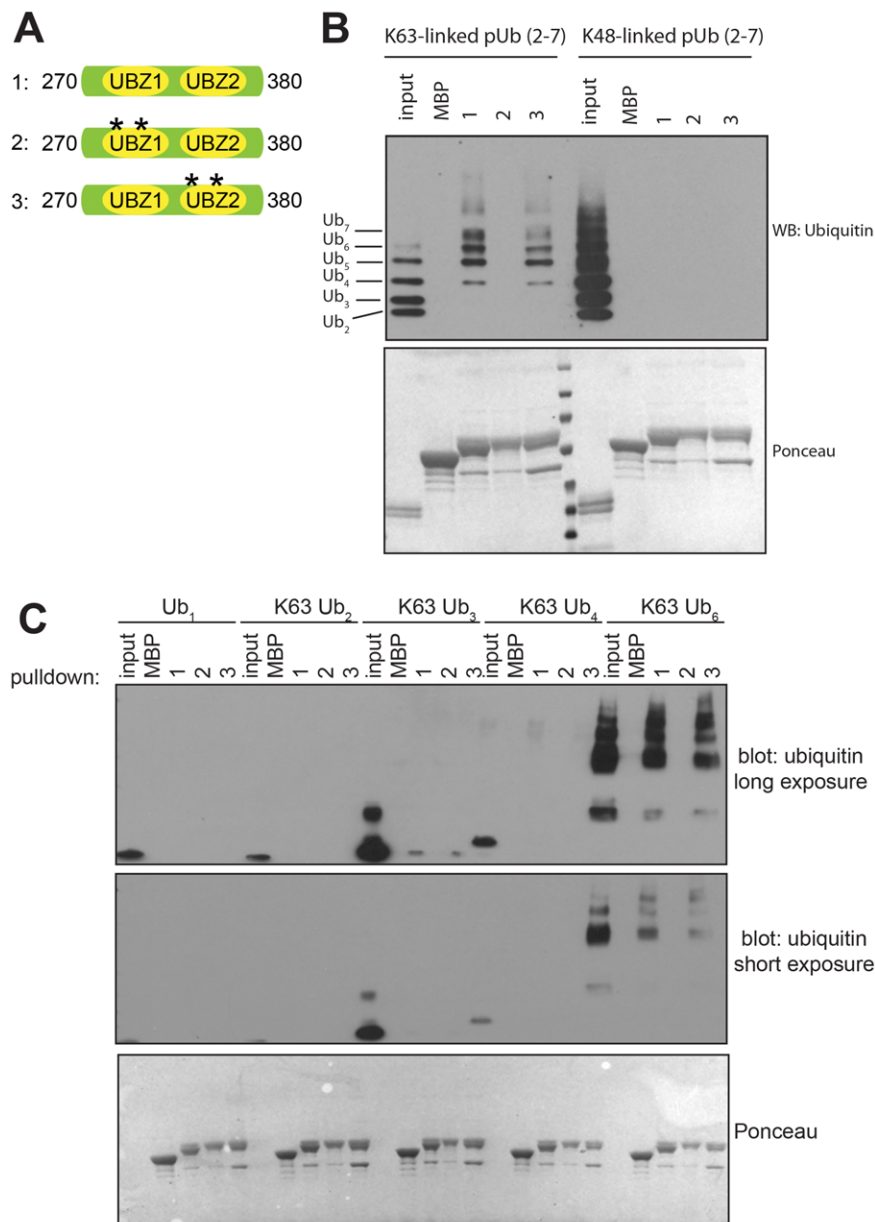 A
1: 270 UBZ1 UBZ2 380
* *
2: 270 UBZ1 UBZ2 380
* *
3: 270 UBZ1 UBZ2 380
B
K63-linked pUb (2-7) K48-linked pUb (2-7)
input MBP 1 2 3 input MBP 1 2 3
Ub7
Ub6
Ub5
Ub4
Ub3
Ub2
WB: Ubiquitin
Ponceau
C
Ub1 K63 Ub2 K63 Ub3 K63 Ub4 K63 Ub6
pulldown: input MBP 1 2 3 input MBP 1 2 3 input MBP 1 2 3 input MBP 1 2 3 input MBP 1 2 3
blot: ubiquitin
long exposure
blot: ubiquitin
short exposure
Ponceau